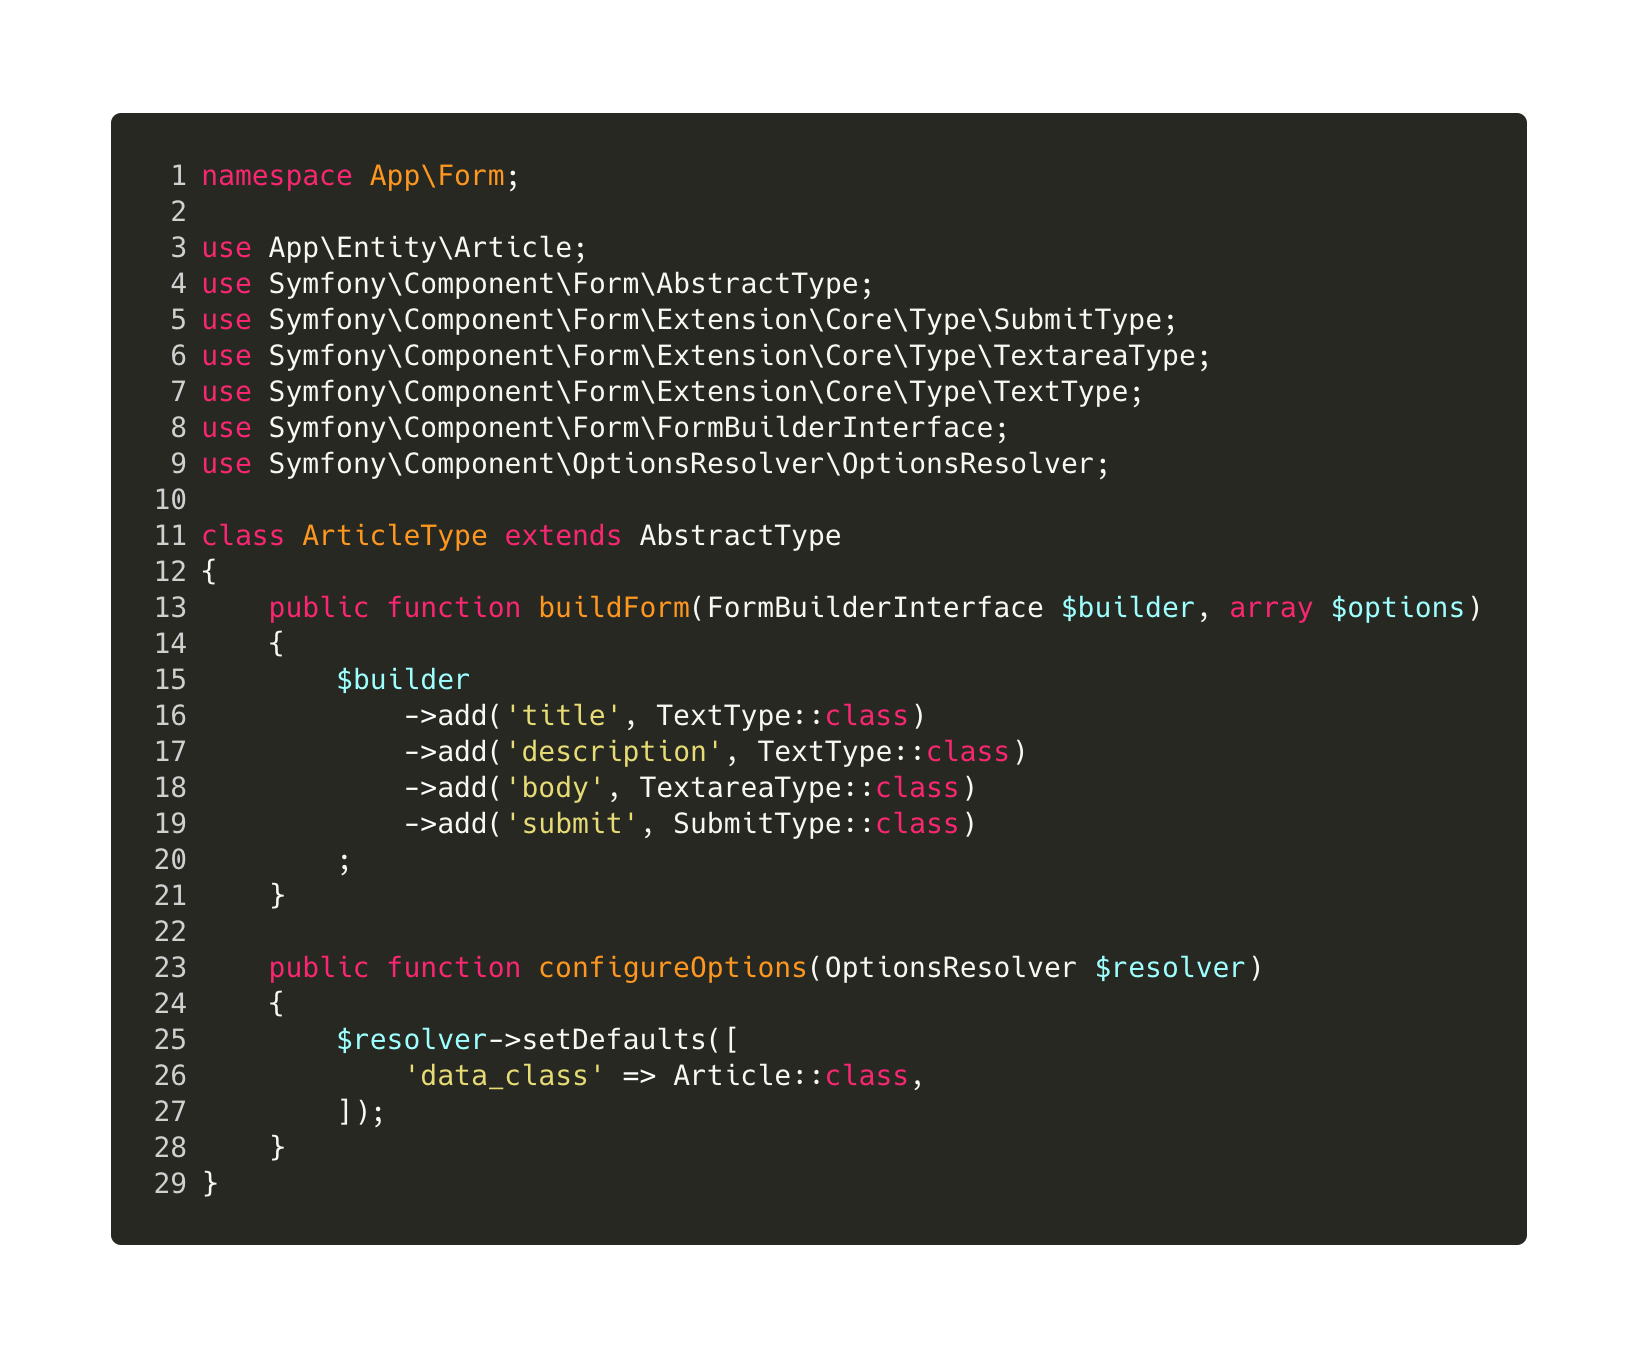 1 namespace App\Form;
2
3 use App\Entity\Article;
4 use Symfony\Component\Form\AbstractType;
5 use Symfony\Component\Form\Extension\Core\Type\SubmitType;
6 use Symfony\Component\Form\Extension\Core\Type\TextareaType;
7 use Symfony\Component\Form\Extension\Core\Type\TextType;
8 use Symfony\Component\Form\FormBuilderInterface;
9 use Symfony\Component\OptionsResolver\OptionsResolver;
10
11 class ArticleType extends AbstractType
12 {
13     public function buildForm(FormBuilderInterface $builder, array $options)
14     {
15         $builder
16             ->add('title', TextType::class)
17             ->add('description', TextType::class)
18             ->add('body', TextareaType::class)
19             ->add('submit', SubmitType::class)
20         ;
21     }
22
23     public function configureOptions(OptionsResolver $resolver)
24     {
25         $resolver->setDefaults([
26             'data_class' => Article::class,
27         ]);
28     }
29 }